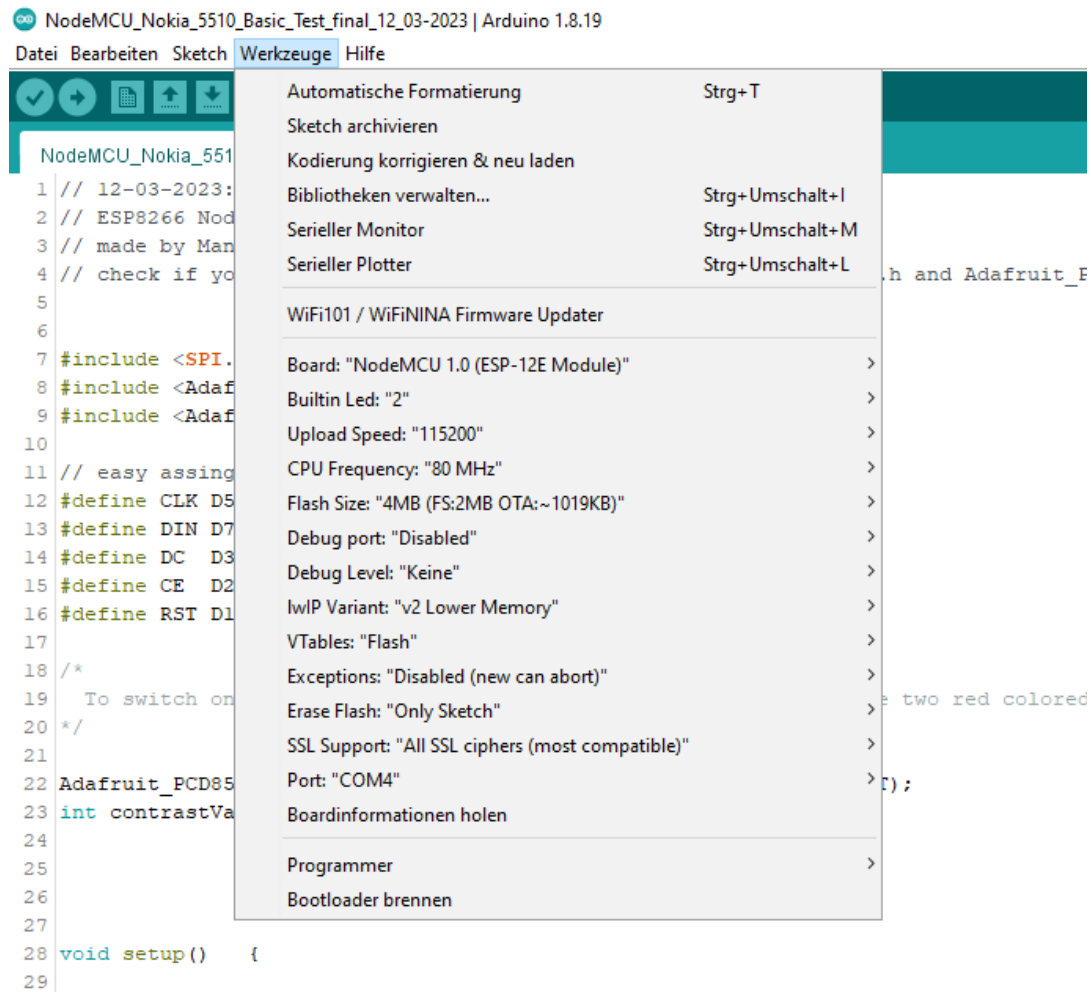 NodeMCU_Nokia_5510_Basic_Test_final_12_03-2023 | Arduino 1.8.19
Datei Bearbeiten Sketch Werkzeuge Hilfe
NodeMCU_Nokia_551
Automatische Formatierung Strg+T
Sketch archivieren
Kodierung korrigieren & neu laden
Bibliotheken verwalten... Strg+Umschalt+I
Serieller Monitor Strg+Umschalt+M
Serieller Plotter Strg+Umschalt+L
WiFi101 / WiFiNINA Firmware Updater
Board: "NodeMCU 1.0 (ESP-12E Module)"
Builtin Led: "2"
Upload Speed: "115200"
CPU Frequency: "80 MHz"
Flash Size: "4MB (FS:2MB OTA:~1019KB)"
Debug port: "Disabled"
Debug Level: "Keine"
lwIP Variant: "v2 Lower Memory"
VTables: "Flash"
Exceptions: "Disabled (new can abort)"
Erase Flash: "Only Sketch"
SSL Support: "All SSL ciphers (most compatible)"
Port: "COM4"
Boardinformationen holen
Programmer
Bootloader brennen
1 // 12-03-2023:
2 // ESP8266 Nod
3 // made by Man
4 // check if yo .h and Adafruit_P
5
6
7 #include <SPI.
8 #include <Adaf
9 #include <Adaf
10
11 // easy assing
12 #define CLK D5
13 #define DIN D7
14 #define DC D3
15 #define CE D2
16 #define RST D1
17
18 /*
19 To switch on e two red colored
20 */
21
22 Adafruit_PCD85 T);
23 int contrastVa
24
25
26
27
28 void setup() {
29